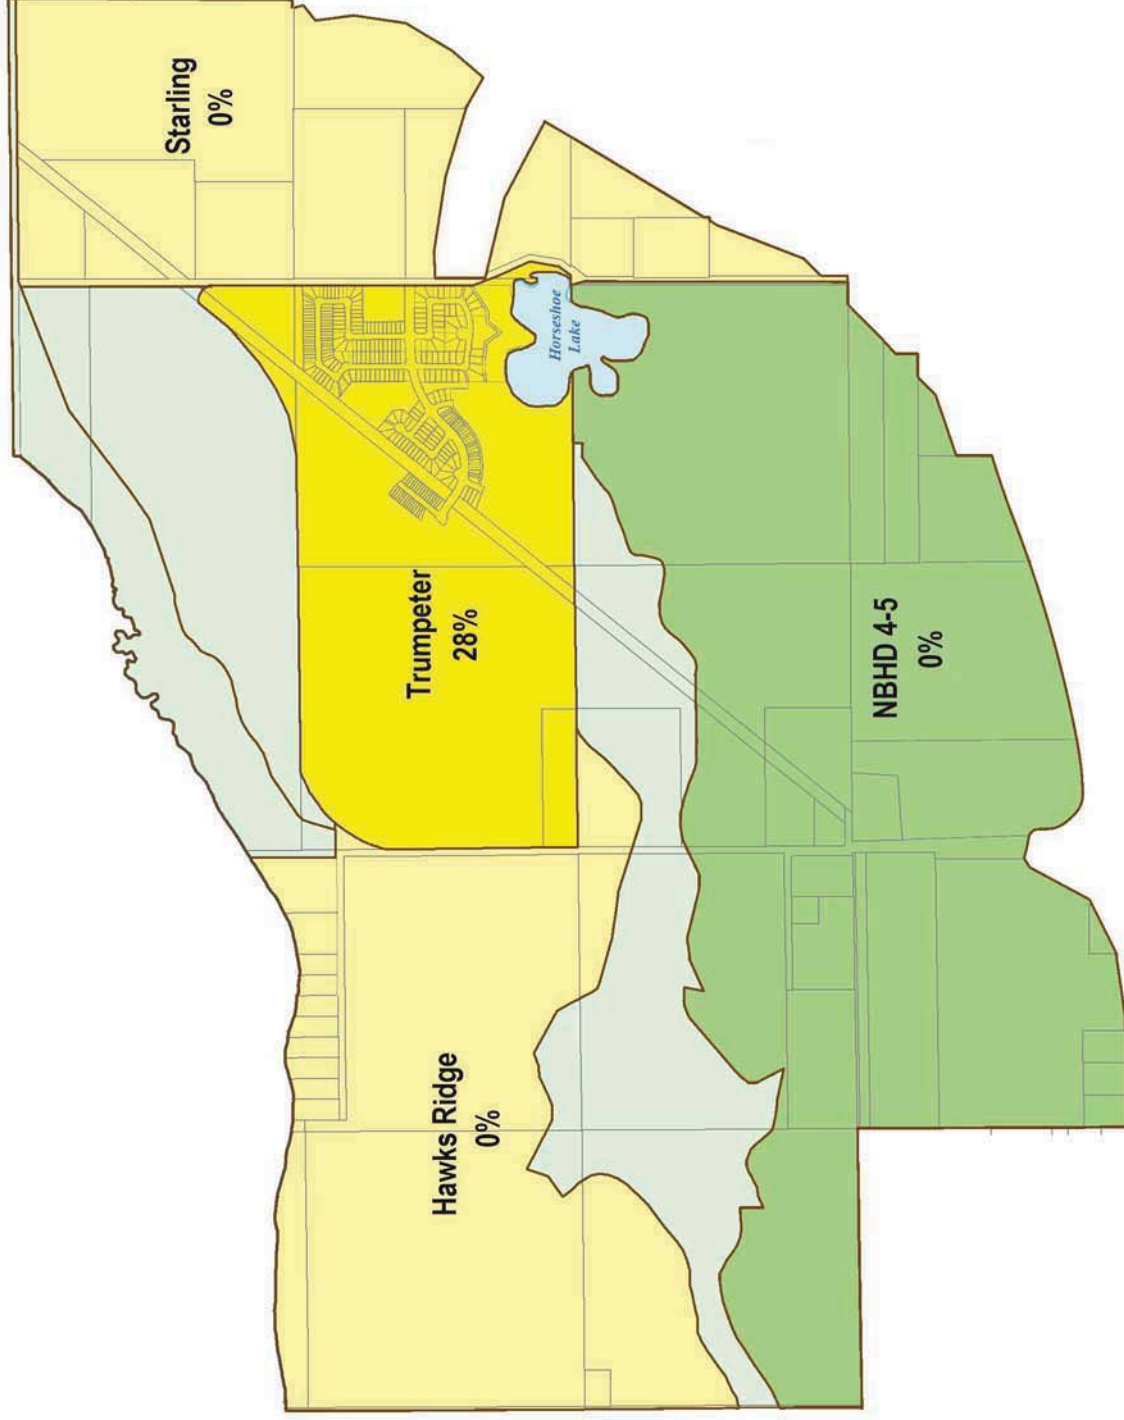 Starling
0%
Horseshoe
Lake
Trumpeter
28%
NBHD 4-5
0%
Hawks Ridge
0%